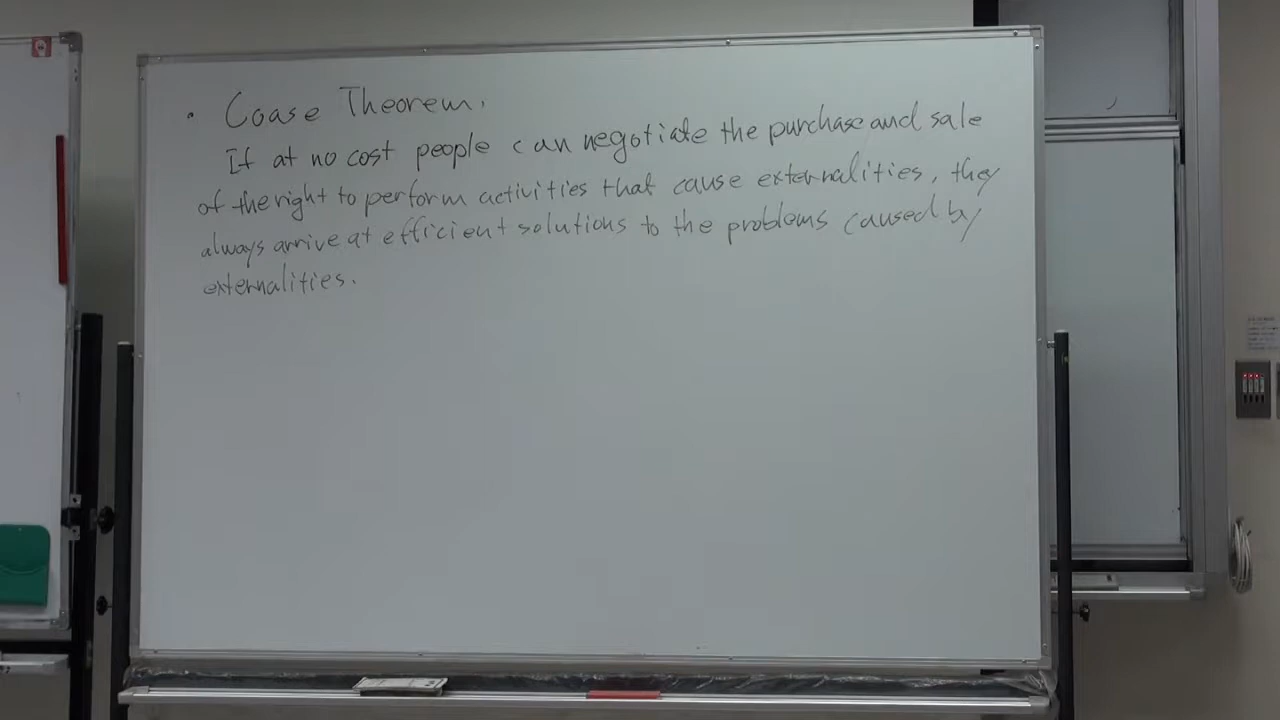 · Coase Theorem.
If at no cost people can negotiate the purchase and sale
of the right to perform activities that cause externalities, they
always arrive at efficient solutions to the problems caused by
externalities.